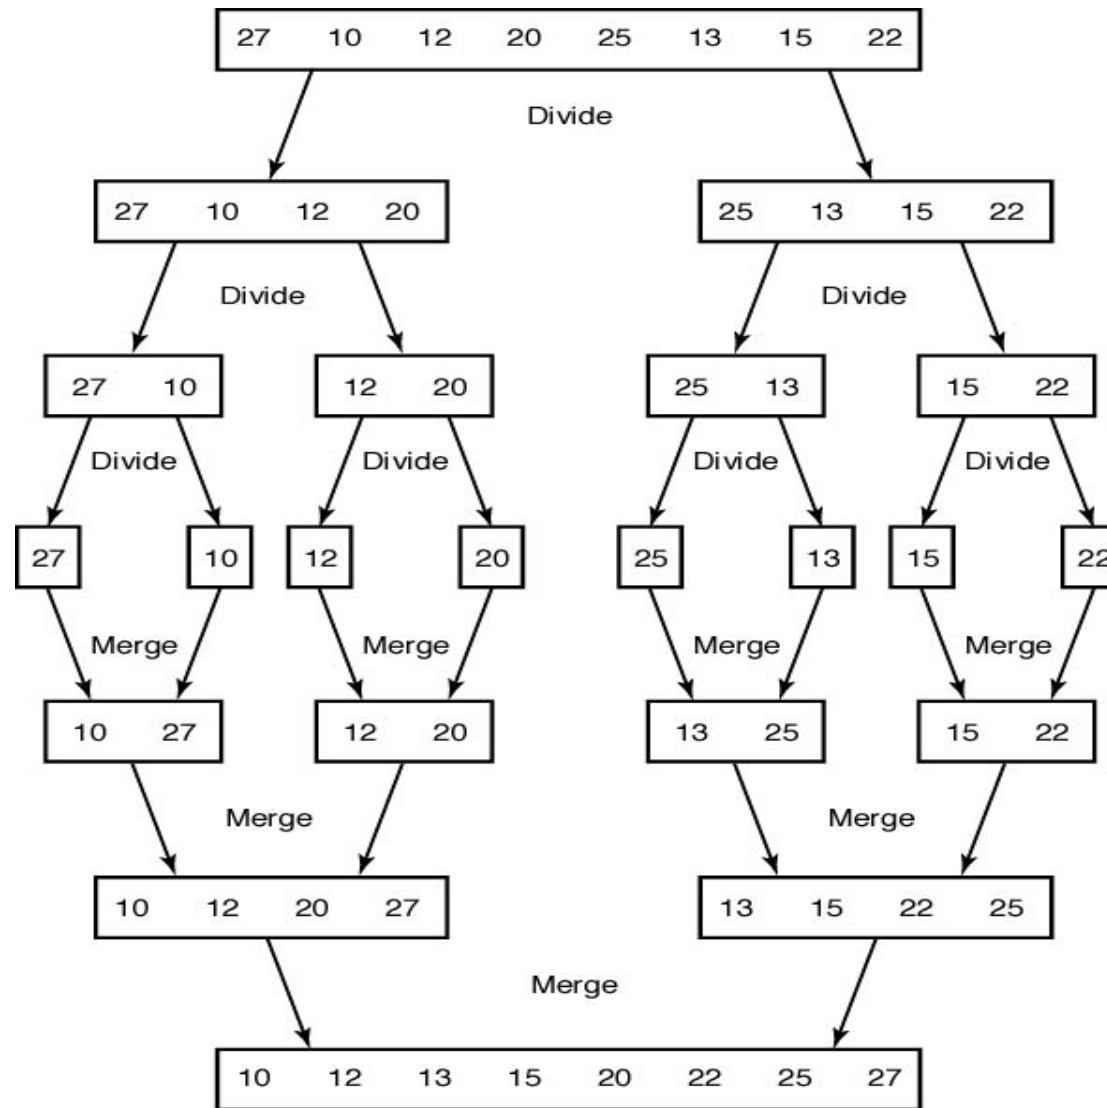 27 10 12 20 25 13 15 22
Divide
27 10 12 20 25 13 15 22
Divide Divide
27 10 12 20 25 13 15 22
Divide Divide Divide Divide
27 10 12 20 25 13 15 22
Merge Merge Merge Merge
10 27 12 20 13 25 15 22
Merge Merge
10 12 20 27 13 15 22 25
Merge
10 12 13 15 20 22 25 27